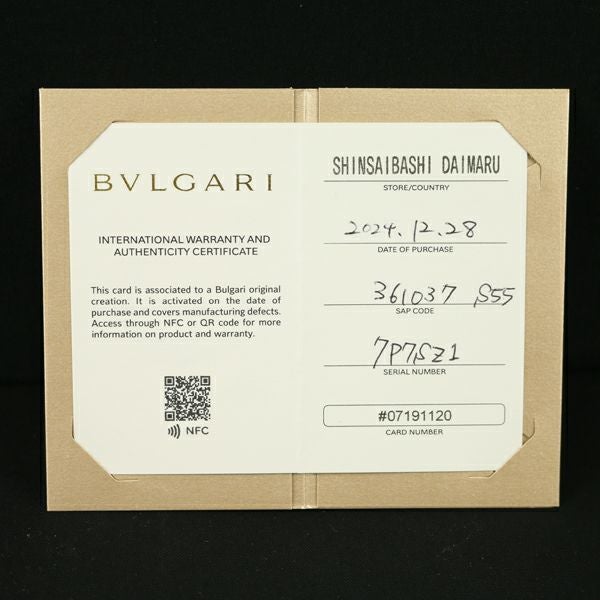 BVLGARI
INTERNATIONAL WARRANTY AND
AUTHENTICITY CERTIFICATE
This card is associated to a Bulgari original
creation. It is activated on the date of
purchase and covers manufacturing defects.
Access through NFC or QR code for more
information on product and warranty.
NFC
SHINSAIBASHI DAIMARU
STORE/COUNTRY
2024.12.28
DATE OF PURCHASE
361037 S55
SAP CODE
7P7SZ1
SERIAL NUMBER
#07191120
CARD NUMBER